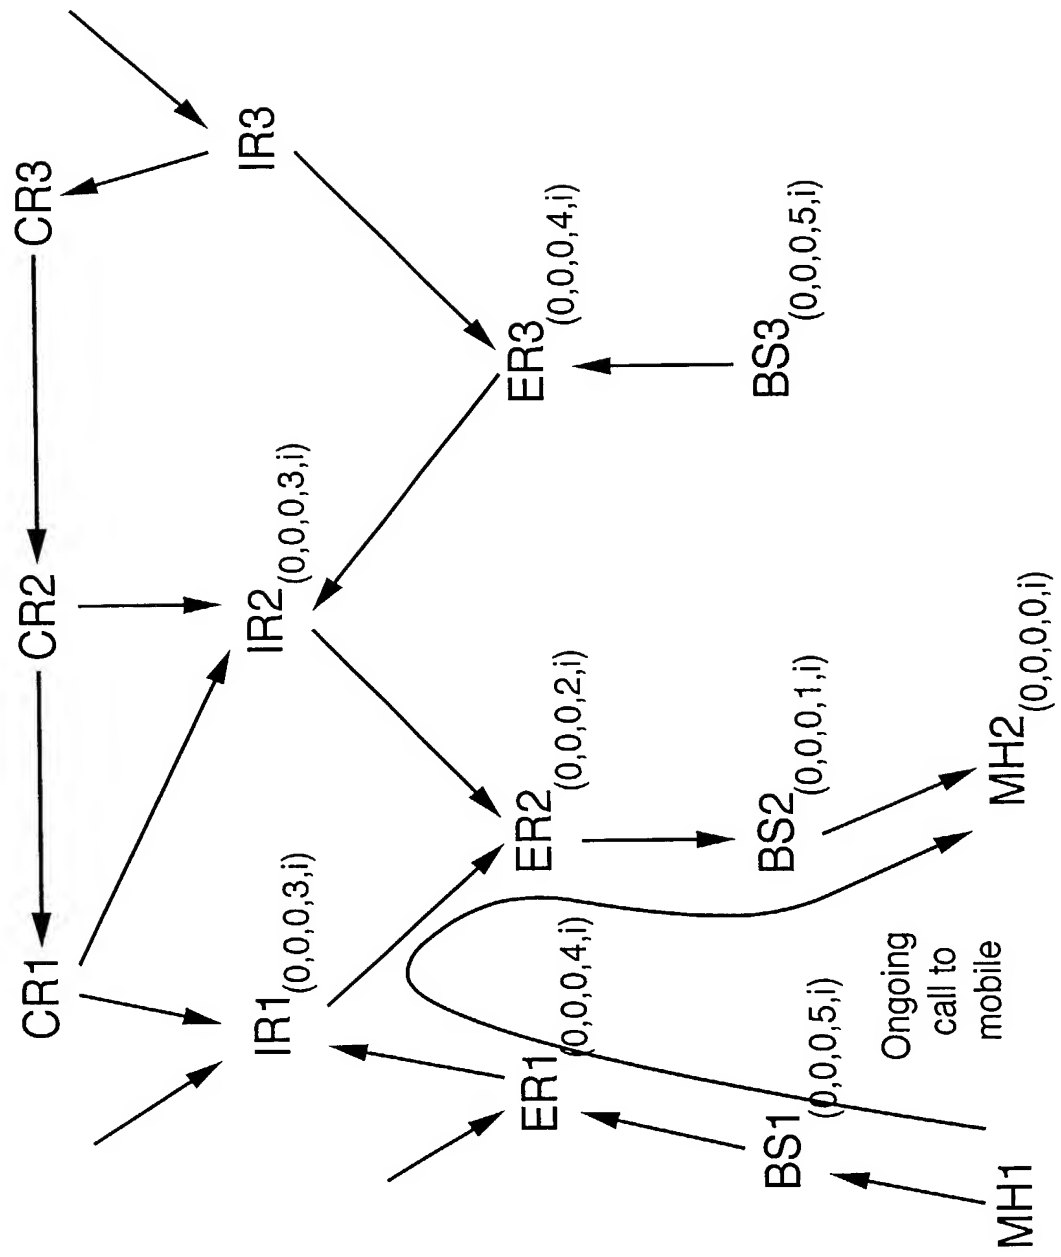 CR1
CR2
CR3
IR1(0,0,0,3,i)
IR2(0,0,0,3,i)
IR3
ER1(0,0,0,4,i)
ER2(0,0,0,2,i)
ER3(0,0,0,4,i)
BS1(0,0,0,5,i)
BS2(0,0,0,1,i)
BS3(0,0,0,5,i)
Ongoing
call to
mobile
MH1
MH2(0,0,0,0,i)